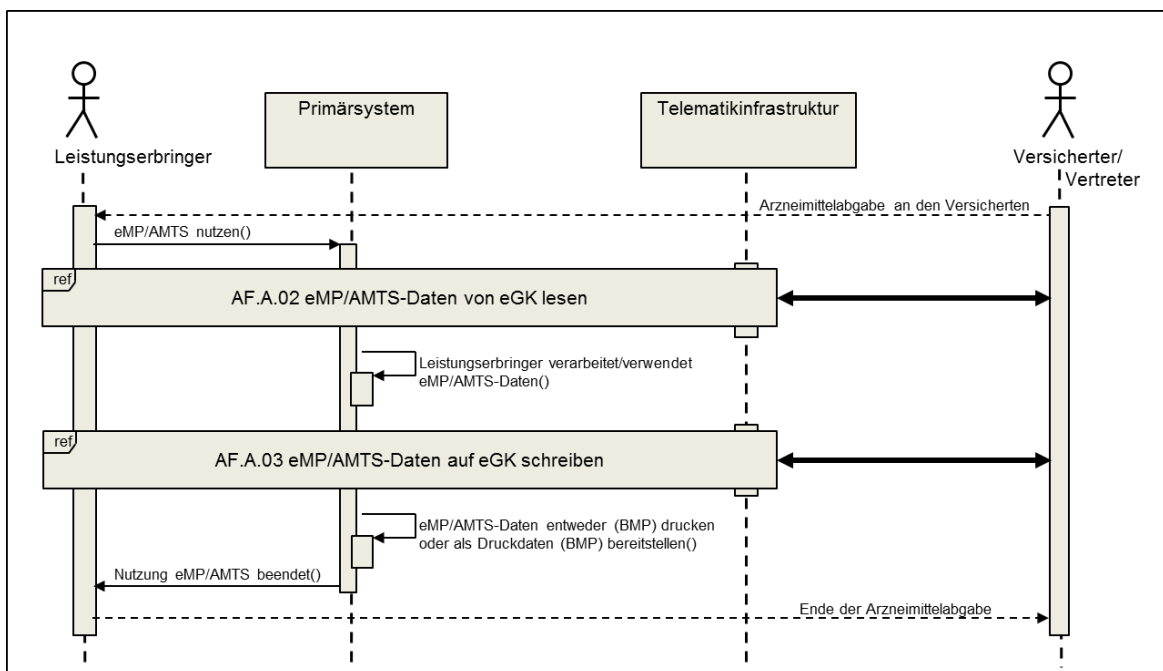 Primärsystem
Telematikinfrastruktur
Leistungserbringer
Versicherter/
Vertreter
Arzneimittelabgabe an den Versicherten
eMP/AMTS nutzen()
ref
AF.A.02 eMP/AMTS-Daten von eGK lesen
Leistungserbringer verarbeitet/verwendet
eMP/AMTS-Daten()
ref
AF.A.03 eMP/AMTS-Daten auf eGK schreiben
eMP/AMTS-Daten entweder (BMP) drucken
oder als Druckdaten (BMP) bereitstellen()
Nutzung eMP/AMTS beendet()
Ende der Arzneimittelabgabe